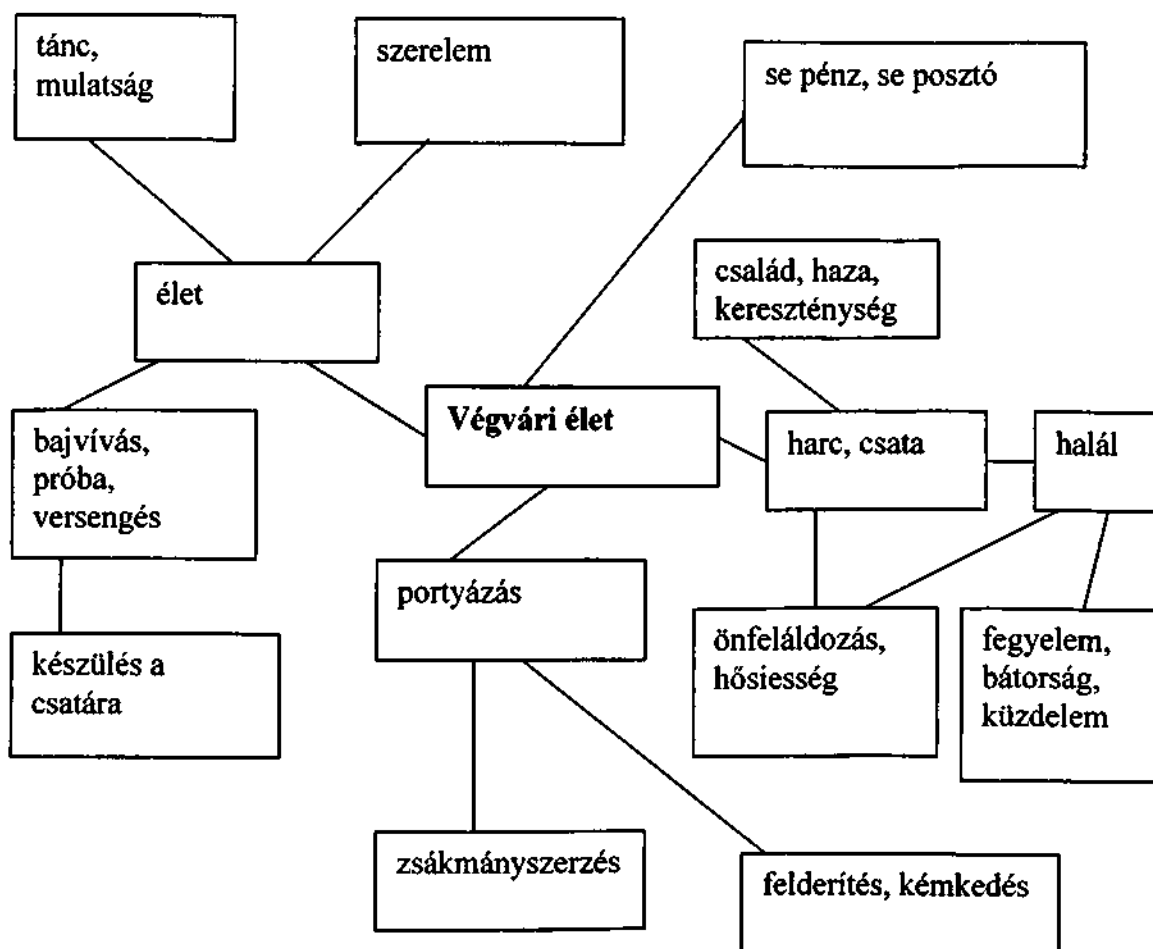 tánc,
mulatság
szerelem
se pénz, se posztó
család, haza,
kereszténység
élet
Végvári élet
bajvívás,
próba,
versengés
harc, csata
halál
portyázás
készülés a
csatára
önfeláldozás,
hősiesség
fegyelem,
bátorság,
küzdelem
zsákmányszerzés
felderítés, kémkedés